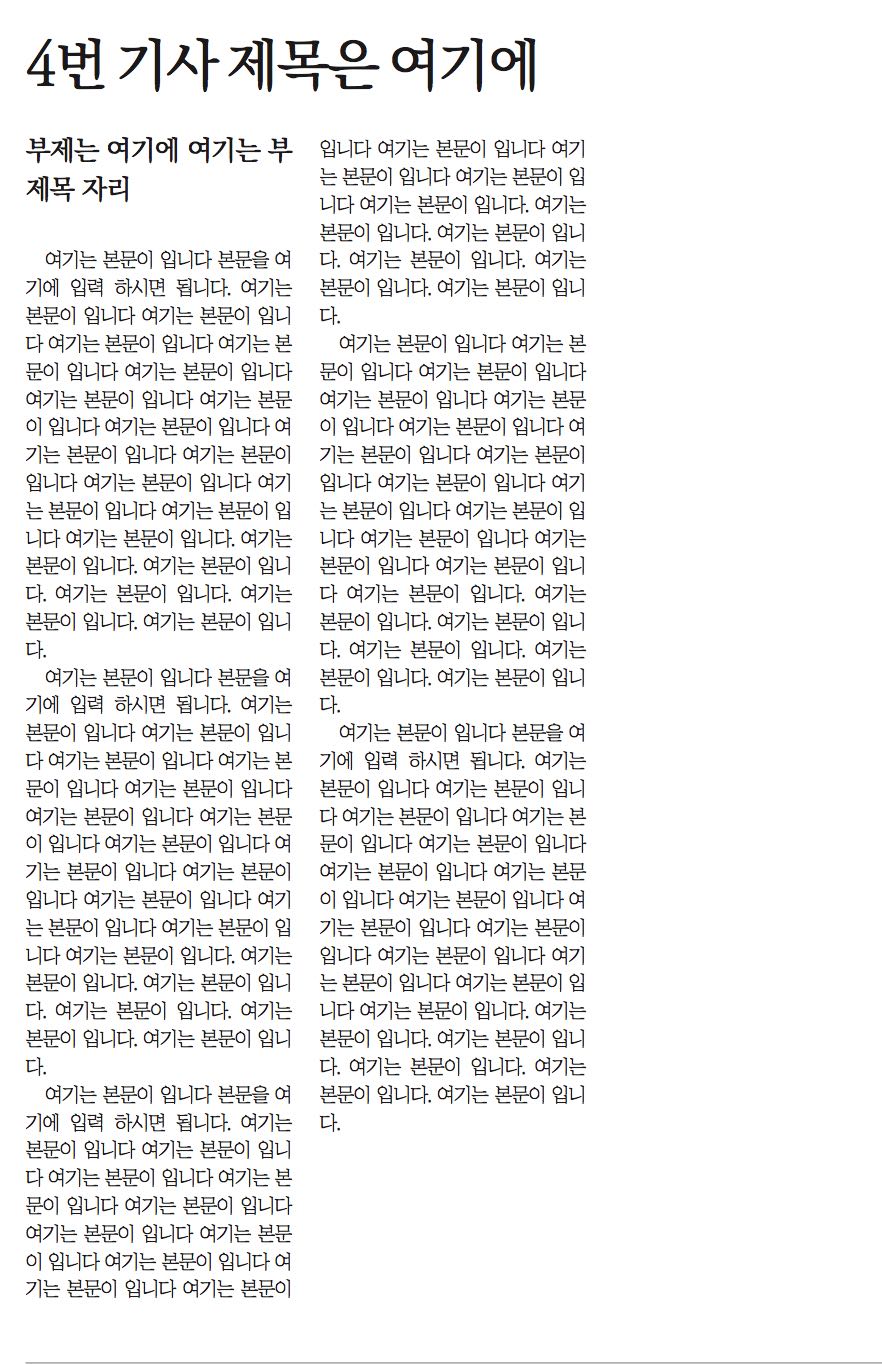 4번 기사 제목은 여기에
부제는 여기에 여기는 부
제목 자리
여기는 본문이 입니다 본문을 여
기에 입력 하시면 됩니다. 여기는
본문이 입니다 여기는 본문이 입니
다 여기는 본문이 입니다 여기는 본
문이 입니다 여기는 본문이 입니다
여기는 본문이 입니다 여기는 본문
이 입니다 여기는 본문이 입니다 여
기는 본문이 입니다 여기는 본문이
입니다 여기는 본문이 입니다 여기
는 본문이 입니다 여기는 본문이 입
니다 여기는 본문이 입니다. 여기는
본문이 입니다. 여기는 본문이 입니
다. 여기는 본문이 입니다. 여기는
본문이 입니다. 여기는 본문이 입니
다.
여기는 본문이 입니다 본문을 여
기에 입력 하시면 됩니다. 여기는
본문이 입니다 여기는 본문이 입니
다 여기는 본문이 입니다 여기는 본
문이 입니다 여기는 본문이 입니다
여기는 본문이 입니다 여기는 본문
이 입니다 여기는 본문이 입니다 여
기는 본문이 입니다 여기는 본문이
입니다 여기는 본문이 입니다 여기
는 본문이 입니다 여기는 본문이 입
니다 여기는 본문이 입니다. 여기는
본문이 입니다. 여기는 본문이 입니
다. 여기는 본문이 입니다. 여기는
본문이 입니다. 여기는 본문이 입니
다.
여기는 본문이 입니다 본문을 여
기에 입력 하시면 됩니다. 여기는
본문이 입니다 여기는 본문이 입니
다 여기는 본문이 입니다 여기는 본
문이 입니다 여기는 본문이 입니다
여기는 본문이 입니다 여기는 본문
이 입니다 여기는 본문이 입니다 여
기는 본문이 입니다 여기는 본문이
입니다 여기는 본문이 입니다 여기
는 본문이 입니다 여기는 본문이 입
니다 여기는 본문이 입니다. 여기는
본문이 입니다. 여기는 본문이 입니
다. 여기는 본문이 입니다. 여기는
본문이 입니다. 여기는 본문이 입니
다.
여기는 본문이 입니다 여기는 본
문이 입니다 여기는 본문이 입니다
여기는 본문이 입니다 여기는 본문
이 입니다 여기는 본문이 입니다 여
기는 본문이 입니다 여기는 본문이
입니다 여기는 본문이 입니다 여기
는 본문이 입니다 여기는 본문이 입
니다 여기는 본문이 입니다 여기는
본문이 입니다 여기는 본문이 입니
다 여기는 본문이 입니다. 여기는
본문이 입니다. 여기는 본문이 입니
다. 여기는 본문이 입니다. 여기는
본문이 입니다. 여기는 본문이 입니
다.
여기는 본문이 입니다 본문을 여
기에 입력 하시면 됩니다. 여기는
본문이 입니다 여기는 본문이 입니
다 여기는 본문이 입니다 여기는 본
문이 입니다 여기는 본문이 입니다
여기는 본문이 입니다 여기는 본문
이 입니다 여기는 본문이 입니다 여
기는 본문이 입니다 여기는 본문이
입니다 여기는 본문이 입니다 여기
는 본문이 입니다 여기는 본문이 입
니다 여기는 본문이 입니다. 여기는
본문이 입니다. 여기는 본문이 입니
다. 여기는 본문이 입니다. 여기는
본문이 입니다. 여기는 본문이 입니
다.